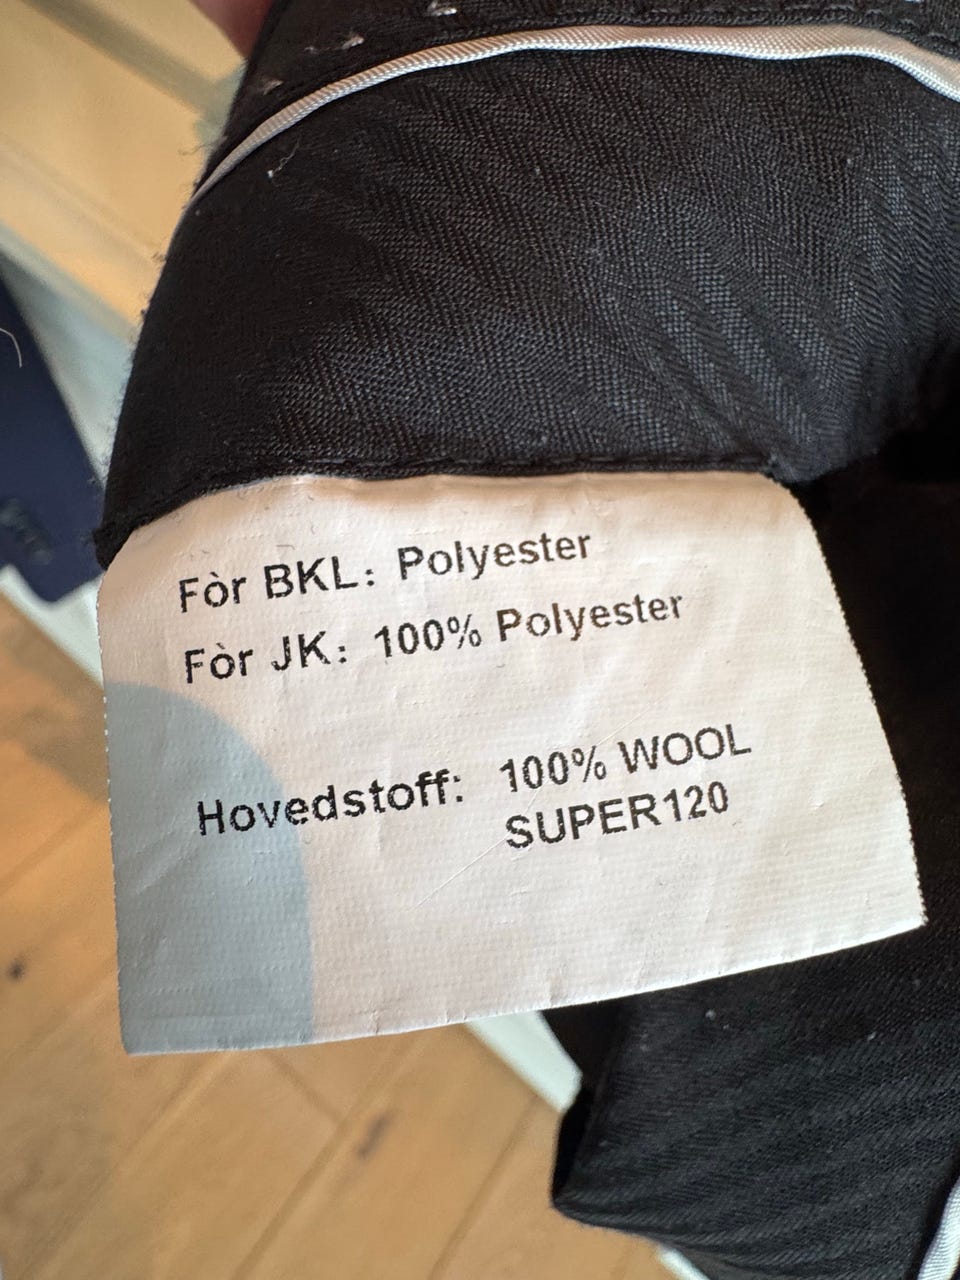 Fòr BKL: Polyester
Fòr JK: 100% Polyester
Hovedstoff: 100% WOOL
SUPER120